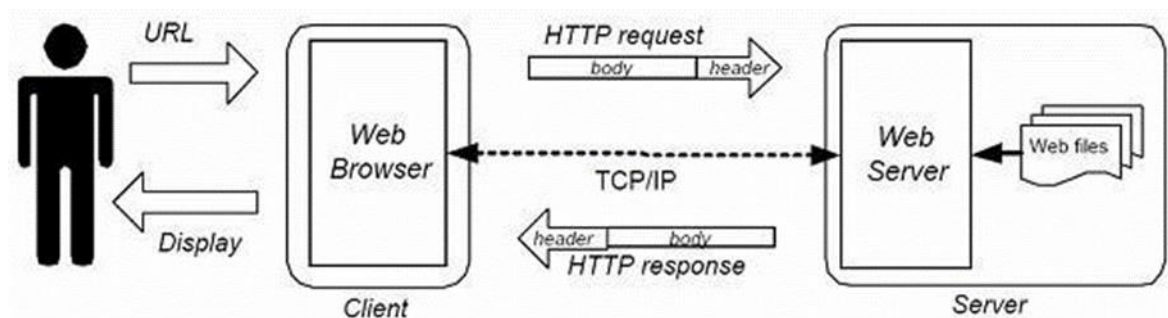 URL
Display
Web
Browser
Client
HTTP request
body
header
TCP/IP
header
body
HTTP response
Web
Server
Web files
Server